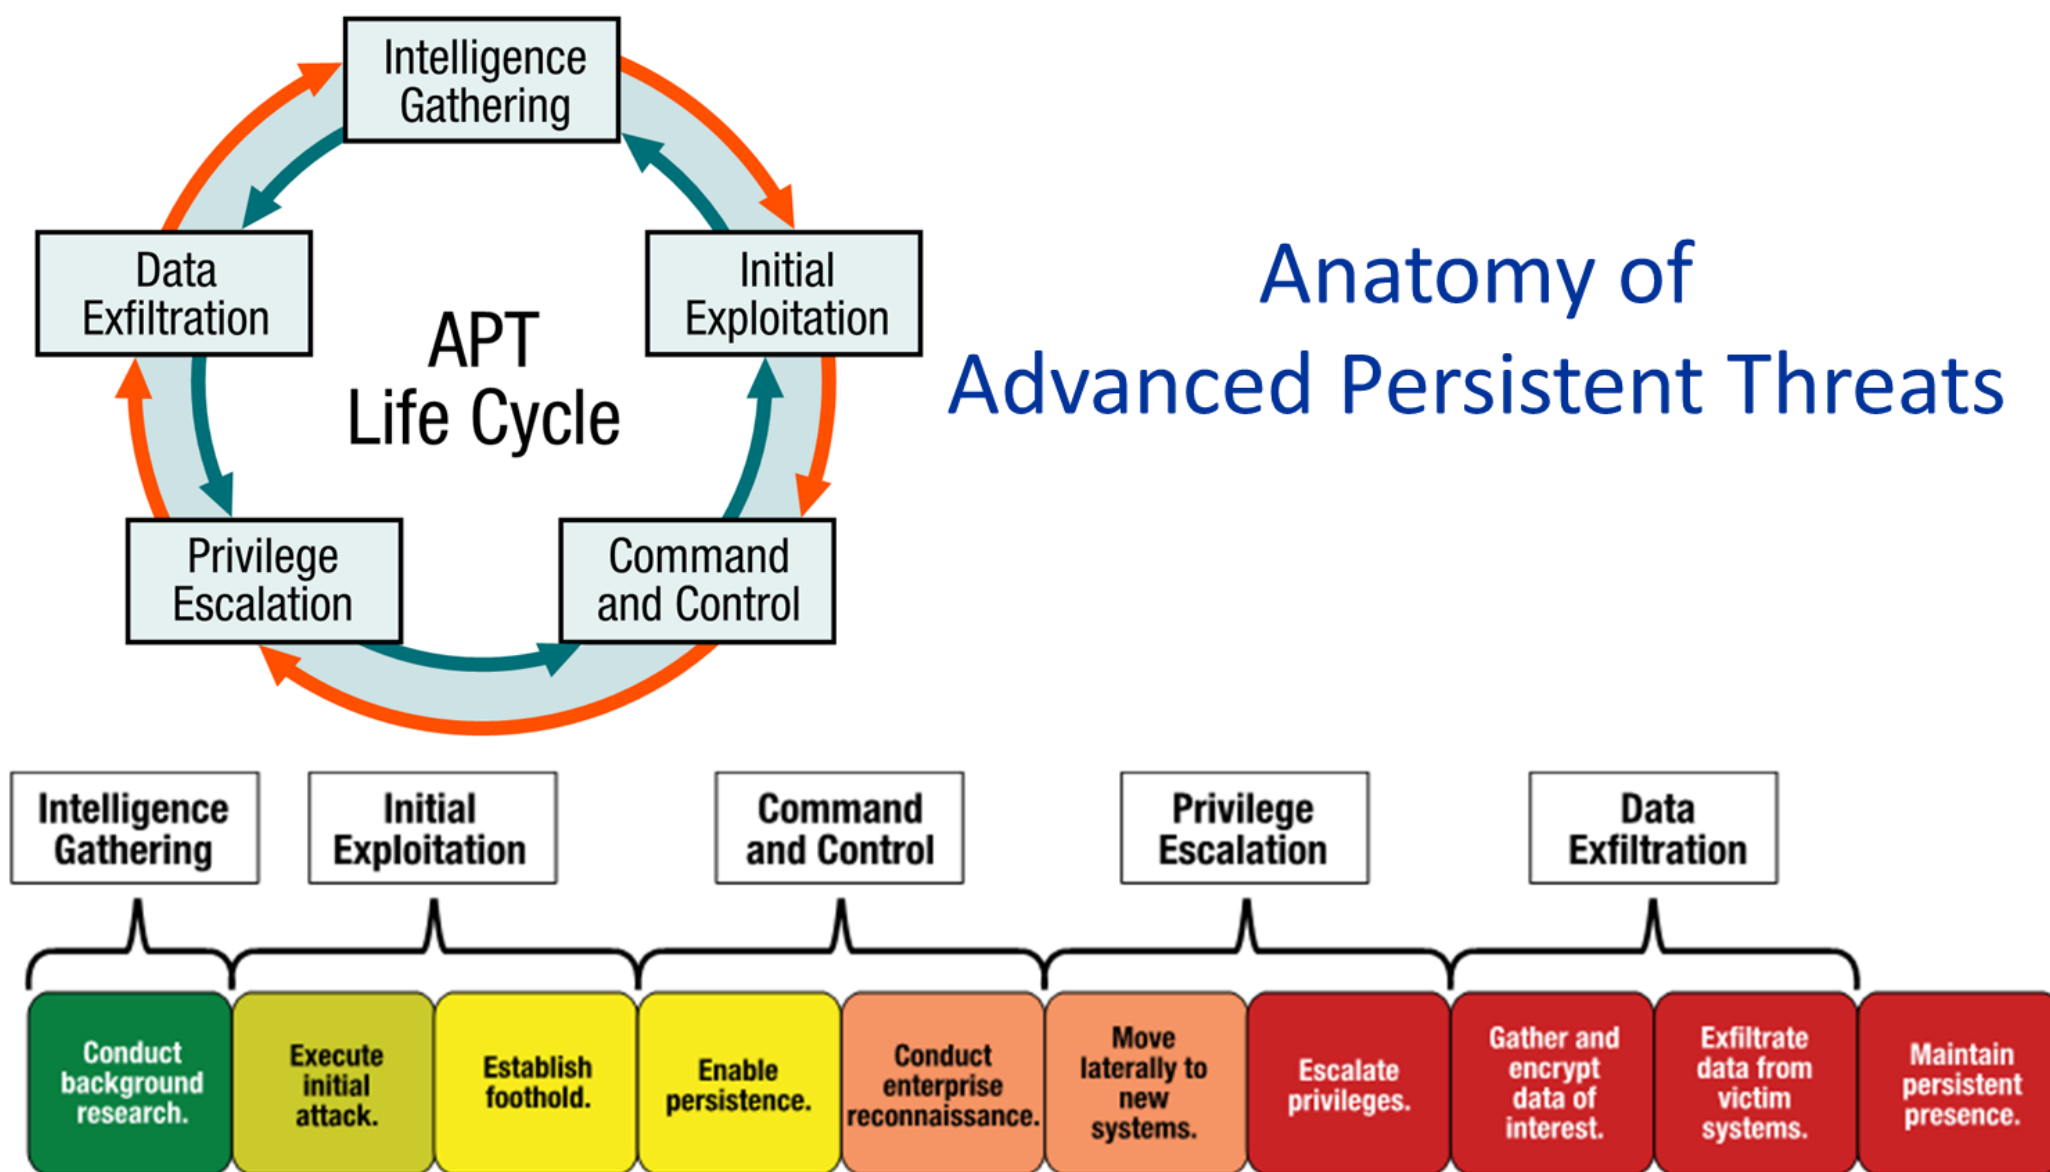 Intelligence
Gathering
Data
Exfiltration
Initial
Exploitation
APT
Life Cycle
Privilege
Escalation
Command
and Control
Anatomy of
Advanced Persistent Threats
Intelligence
Gathering
Initial
Exploitation
Command
and Control
Privilege
Escalation
Data
Exfiltration
Conduct
background
research.
Execute
initial
attack.
Establish
foothold.
Enable
persistence.
Conduct
enterprise
reconnaissance.
Move
laterally to
new
systems.
Escalate
privileges.
Gather and
encrypt
data of
interest.
Exfiltrate
data from
victim
systems.
Maintain
persistent
presence.